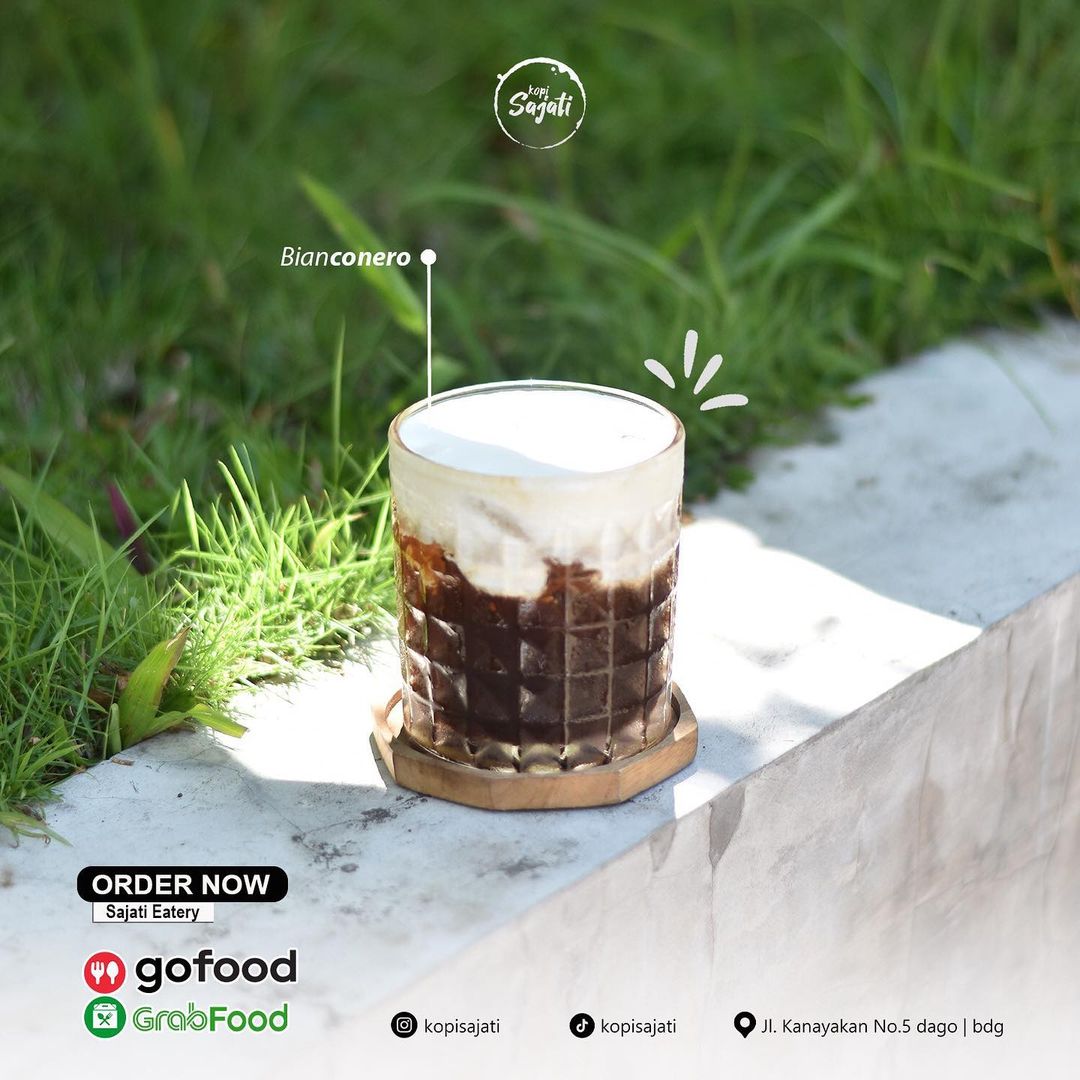 kopi
Sajati
Bianconero
ORDER NOW
Sajati Eatery
gofood
GrabFood
kopisajati
kopisajati
Jl. Kanayakan No.5 dago | bdg